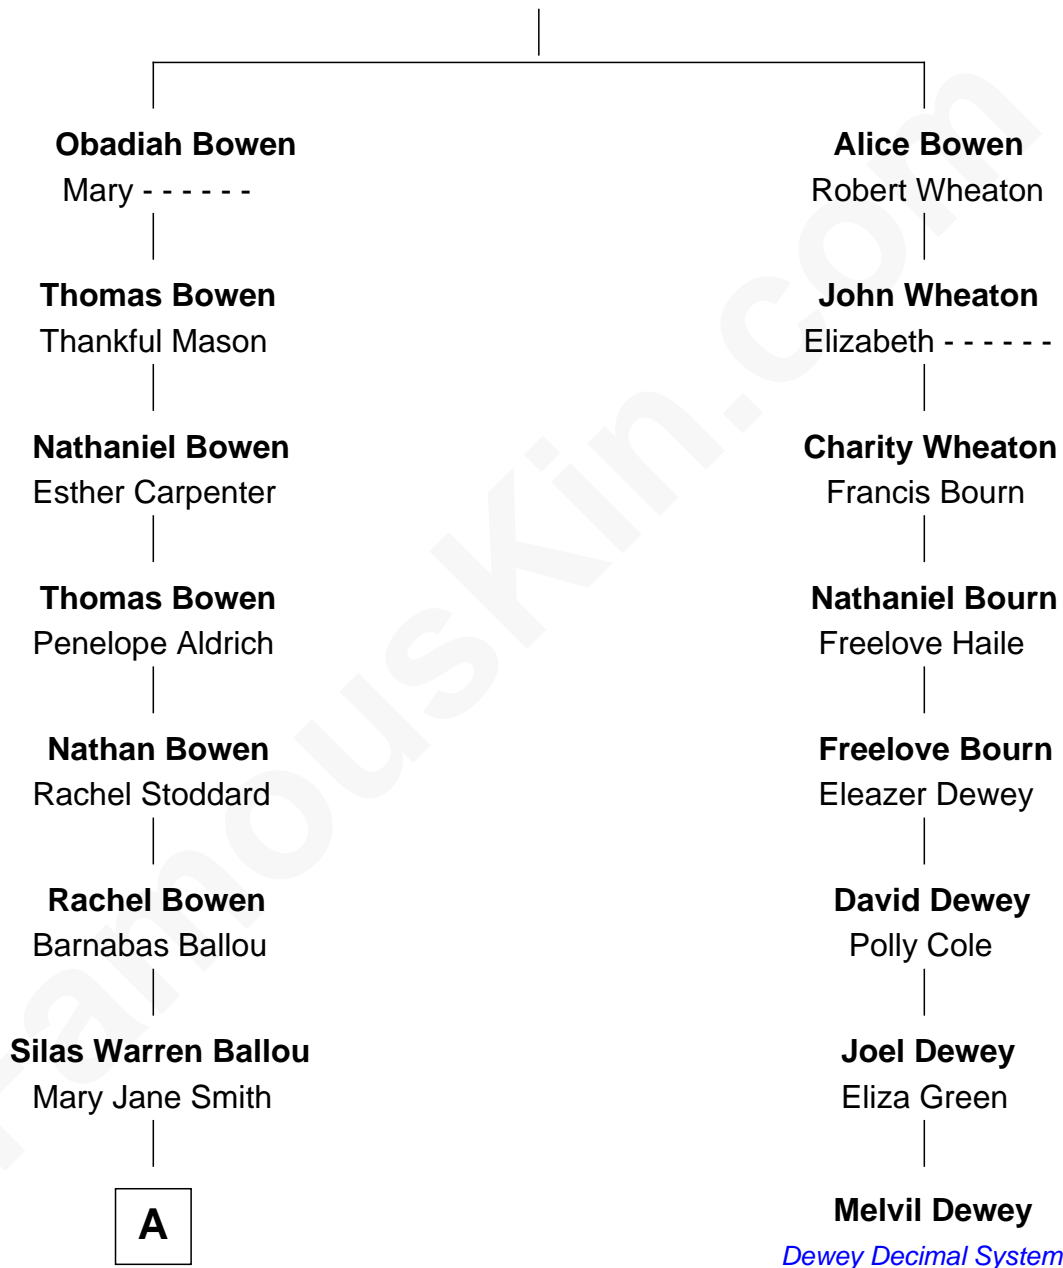 Obadiah Bowen
Mary - - - - - -
Thomas Bowen
Thankful Mason
Nathaniel Bowen
Esther Carpenter
Thomas Bowen
Penelope Aldrich
Nathan Bowen
Rachel Stoddard
Rachel Bowen
Barnabas Ballou
Silas Warren Ballou
Mary Jane Smith
A
Alice Bowen
Robert Wheaton
John Wheaton
Elizabeth - - - - - -
Charity Wheaton
Francis Bourn
Nathaniel Bourn
Freelove Haile
Freelove Bourn
Eleazer Dewey
David Dewey
Polly Cole
Joel Dewey
Eliza Green
Melvil Dewey
Dewey Decimal System
FamousKin.com